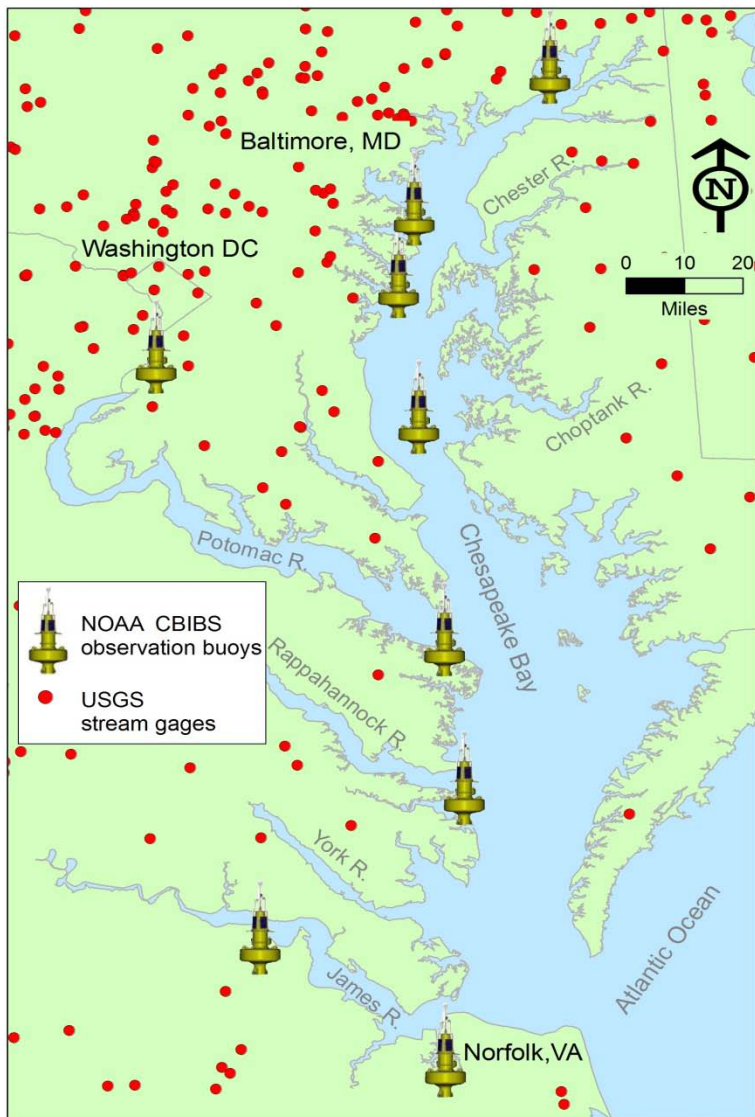 Baltimore, MD
Chester R.
N
Washington DC
0 10 20
Miles
Choptank R.
Potomac R.
Chesapeake Bay
NOAA CBIBS
observation buoys
USGS
stream gages
Rappahannock R.
York R.
Atlantic Ocean
James R.
Norfolk,VA